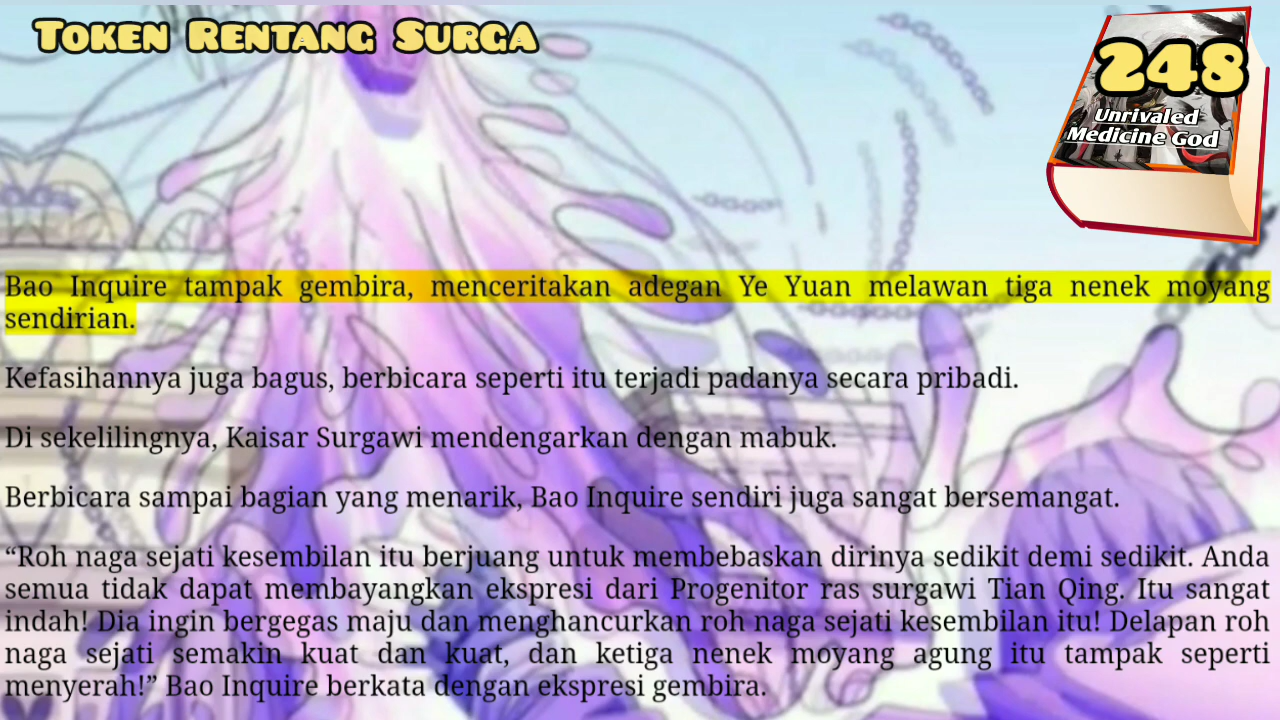 Token Rentang Surga
248
Unrivaled
Medicine God
Bao Inquire tampak gembira, menceritakan adegan Ye Yuan melawan tiga nenek moyang
sendirian.
Kefasihannya juga bagus, berbicara seperti itu terjadi padanya secara pribadi.
Di sekelilingnya, Kaisar Surgawi mendengarkan dengan mabuk.
Berbicara sampai bagian yang menarik, Bao Inquire sendiri juga sangat bersemangat.
“Roh naga sejati kesembilan itu berjuang untuk membebaskan dirinya sedikit demi sedikit. Anda
semua tidak dapat membayangkan ekspresi dari Progenitor ras surgawi Tian Qing. Itu sangat
indah! Dia ingin bergegas maju dan menghancurkan roh naga sejati kesembilan itu! Delapan roh
naga sejati semakin kuat dan kuat, dan ketiga nenek moyang agung itu tampak seperti
menyerah!” Bao Inquire berkata dengan ekspresi gembira.